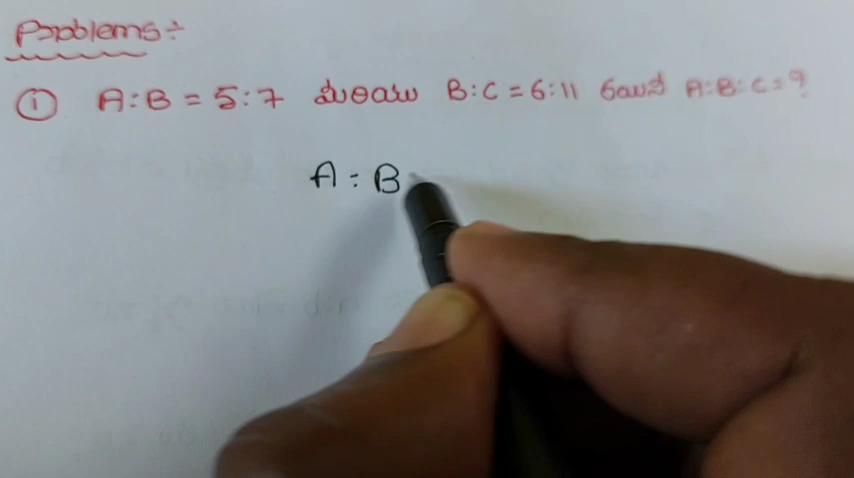 Problems ÷
① A:B = 5:7 మరియు B:C = 6:11 అయిన A:B:C = ?
A : B